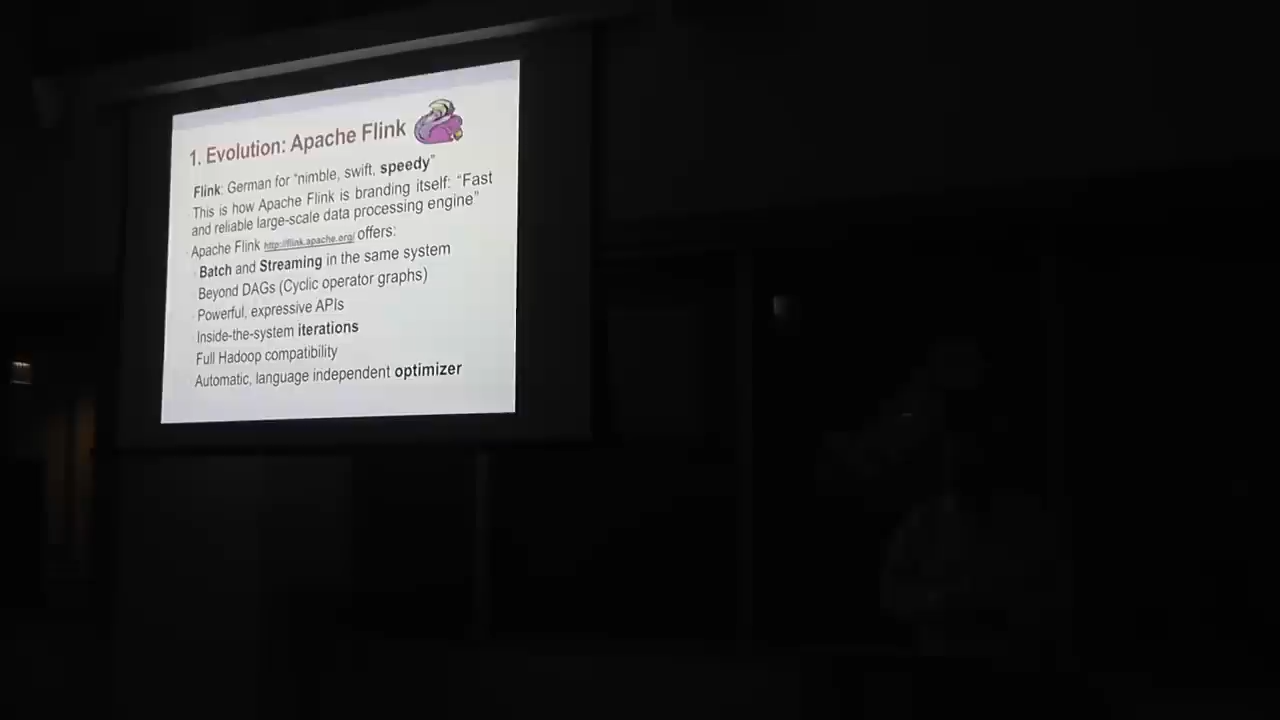 1. Evolution: Apache Flink
Flink: German for “nimble, swift, speedy”
This is how Apache Flink is branding itself: “Fast
and reliable large-scale data processing engine”
Apache Flink http://flink.apache.org/ offers:
Batch and Streaming in the same system
Beyond DAGs (Cyclic operator graphs)
Powerful, expressive APIs
Inside-the-system iterations
Full Hadoop compatibility
Automatic, language independent optimizer